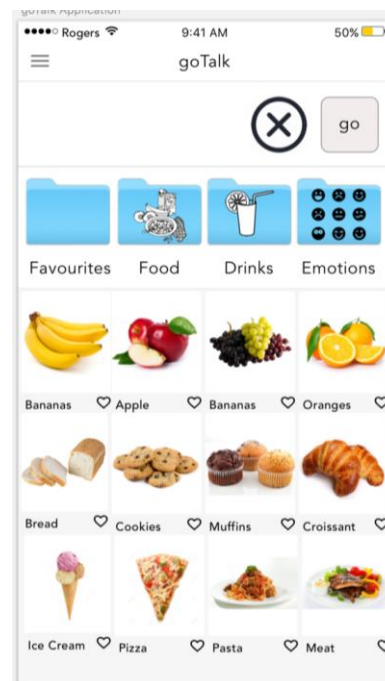 goTalk Application
Rogers 9:41 AM 50%
goTalk
go
Favourites Food Drinks Emotions
Bananas Apple Bananas Oranges
Bread Cookies Muffins Croissant
Ice Cream Pizza Pasta Meat